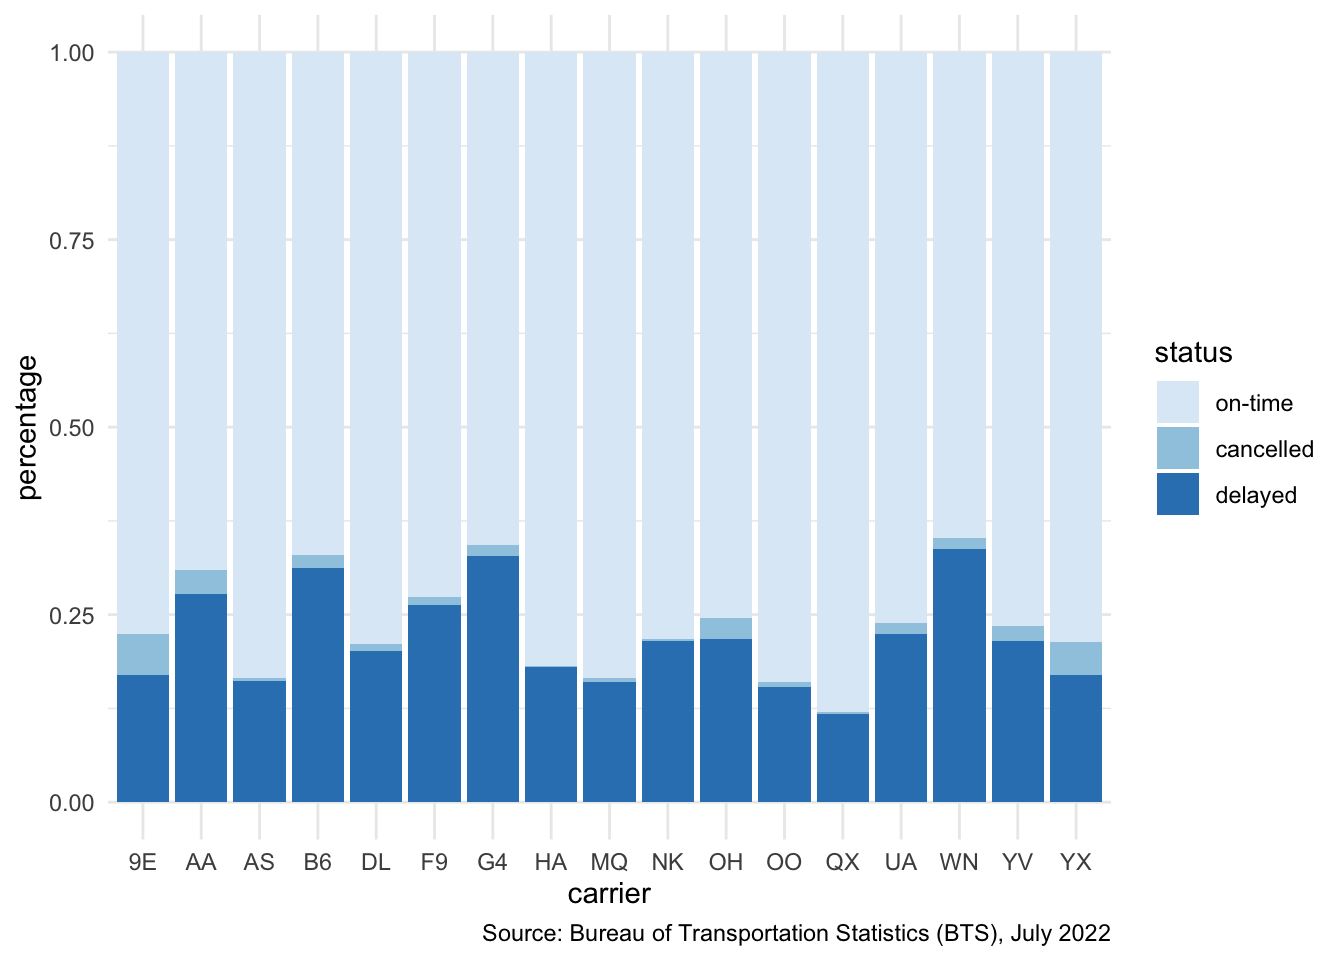 1.00
0.75
0.50
0.25
0.00
percentage
9E AA AS B6 DL F9 G4 HA MQ NK OH OO QX UA WN YV YX
carrier
status
on-time
cancelled
delayed
Source: Bureau of Transportation Statistics (BTS), July 2022